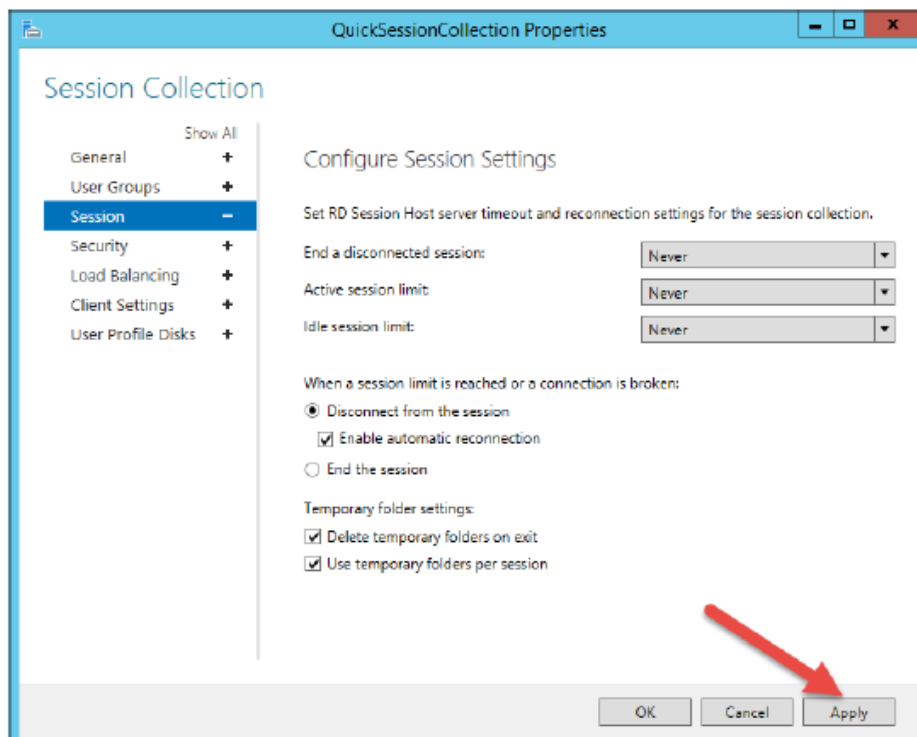 QuickSessionCollection Properties
Session Collection
Show All
General +
User Groups +
Session −
Security +
Load Balancing +
Client Settings +
User Profile Disks +
Configure Session Settings
Set RD Session Host server timeout and reconnection settings for the session collection.
End a disconnected session: Never
Active session limit: Never
Idle session limit: Never
When a session limit is reached or a connection is broken:
Disconnect from the session
Enable automatic reconnection
End the session
Temporary folder settings:
Delete temporary folders on exit
Use temporary folders per session
OK Cancel Apply